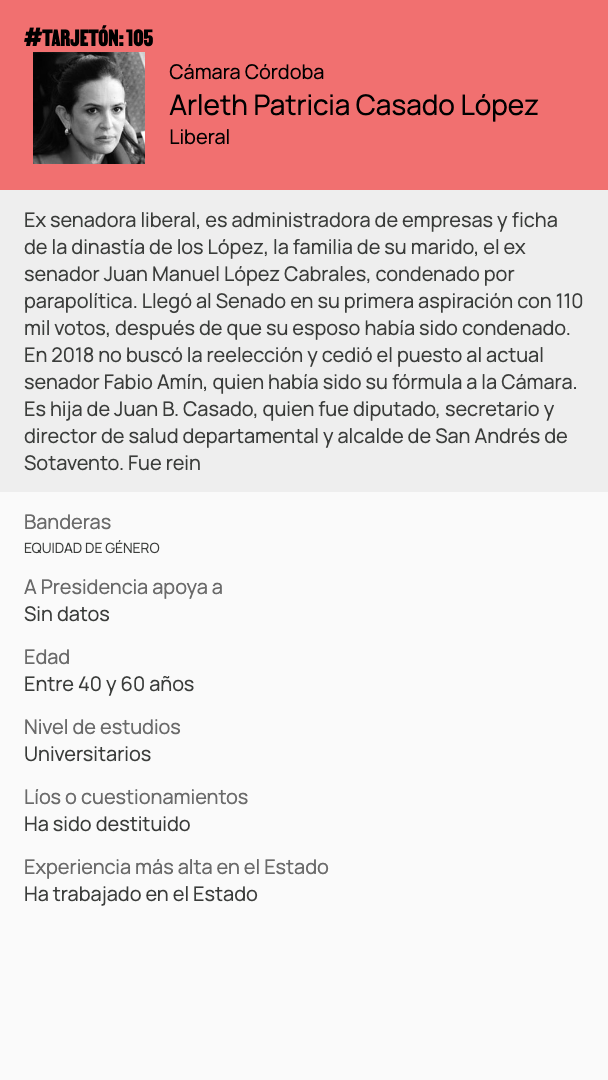 #TARJETÓN: 105
Cámara Córdoba
Arleth Patricia Casado López
Liberal
Ex senadora liberal, es administradora de empresas y ficha
de la dinastía de los López, la familia de su marido, el ex
senador Juan Manuel López Cabrales, condenado por
parapolítica. Llegó al Senado en su primera aspiración con 110
mil votos, después de que su esposo había sido condenado.
En 2018 no buscó la reelección y cedió el puesto al actual
senador Fabio Amín, quien había sido su fórmula a la Cámara.
Es hija de Juan B. Casado, quien fue diputado, secretario y
director de salud departamental y alcalde de San Andrés de
Sotavento. Fue rein
Banderas
EQUIDAD DE GÉNERO
A Presidencia apoya a
Sin datos
Edad
Entre 40 y 60 años
Nivel de estudios
Universitarios
Líos o cuestionamientos
Ha sido destituido
Experiencia más alta en el Estado
Ha trabajado en el Estado